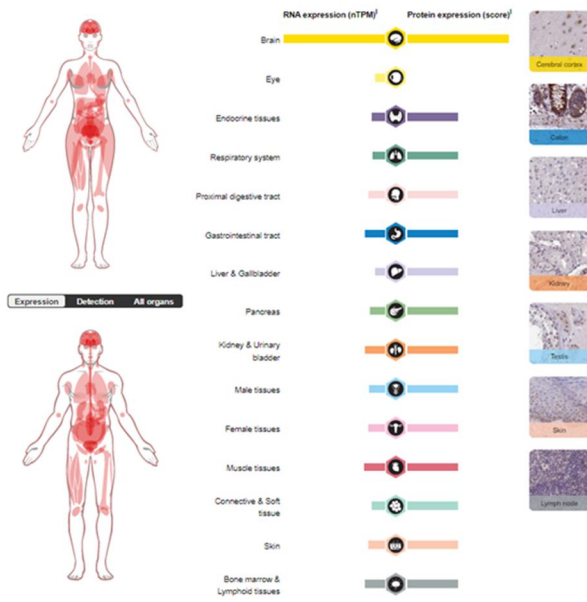 RNA expression (nTPM)
Protein expression (score)
Brain
Eye
Endocrine tissues
Respiratory system
Proximal digestive tract
Gastrointestinal tract
Liver & Gallbladder
Pancreas
Kidney & Urinary
bladder
Male tissues
Female tissues
Muscle tissues
Connective & Soft
tissue
Skin
Bone marrow &
Lymphoid tissues
Expression Detection All organs
Cerebral cortex
Colon
Liver
Kidney
Testis
Skin
Lymph node